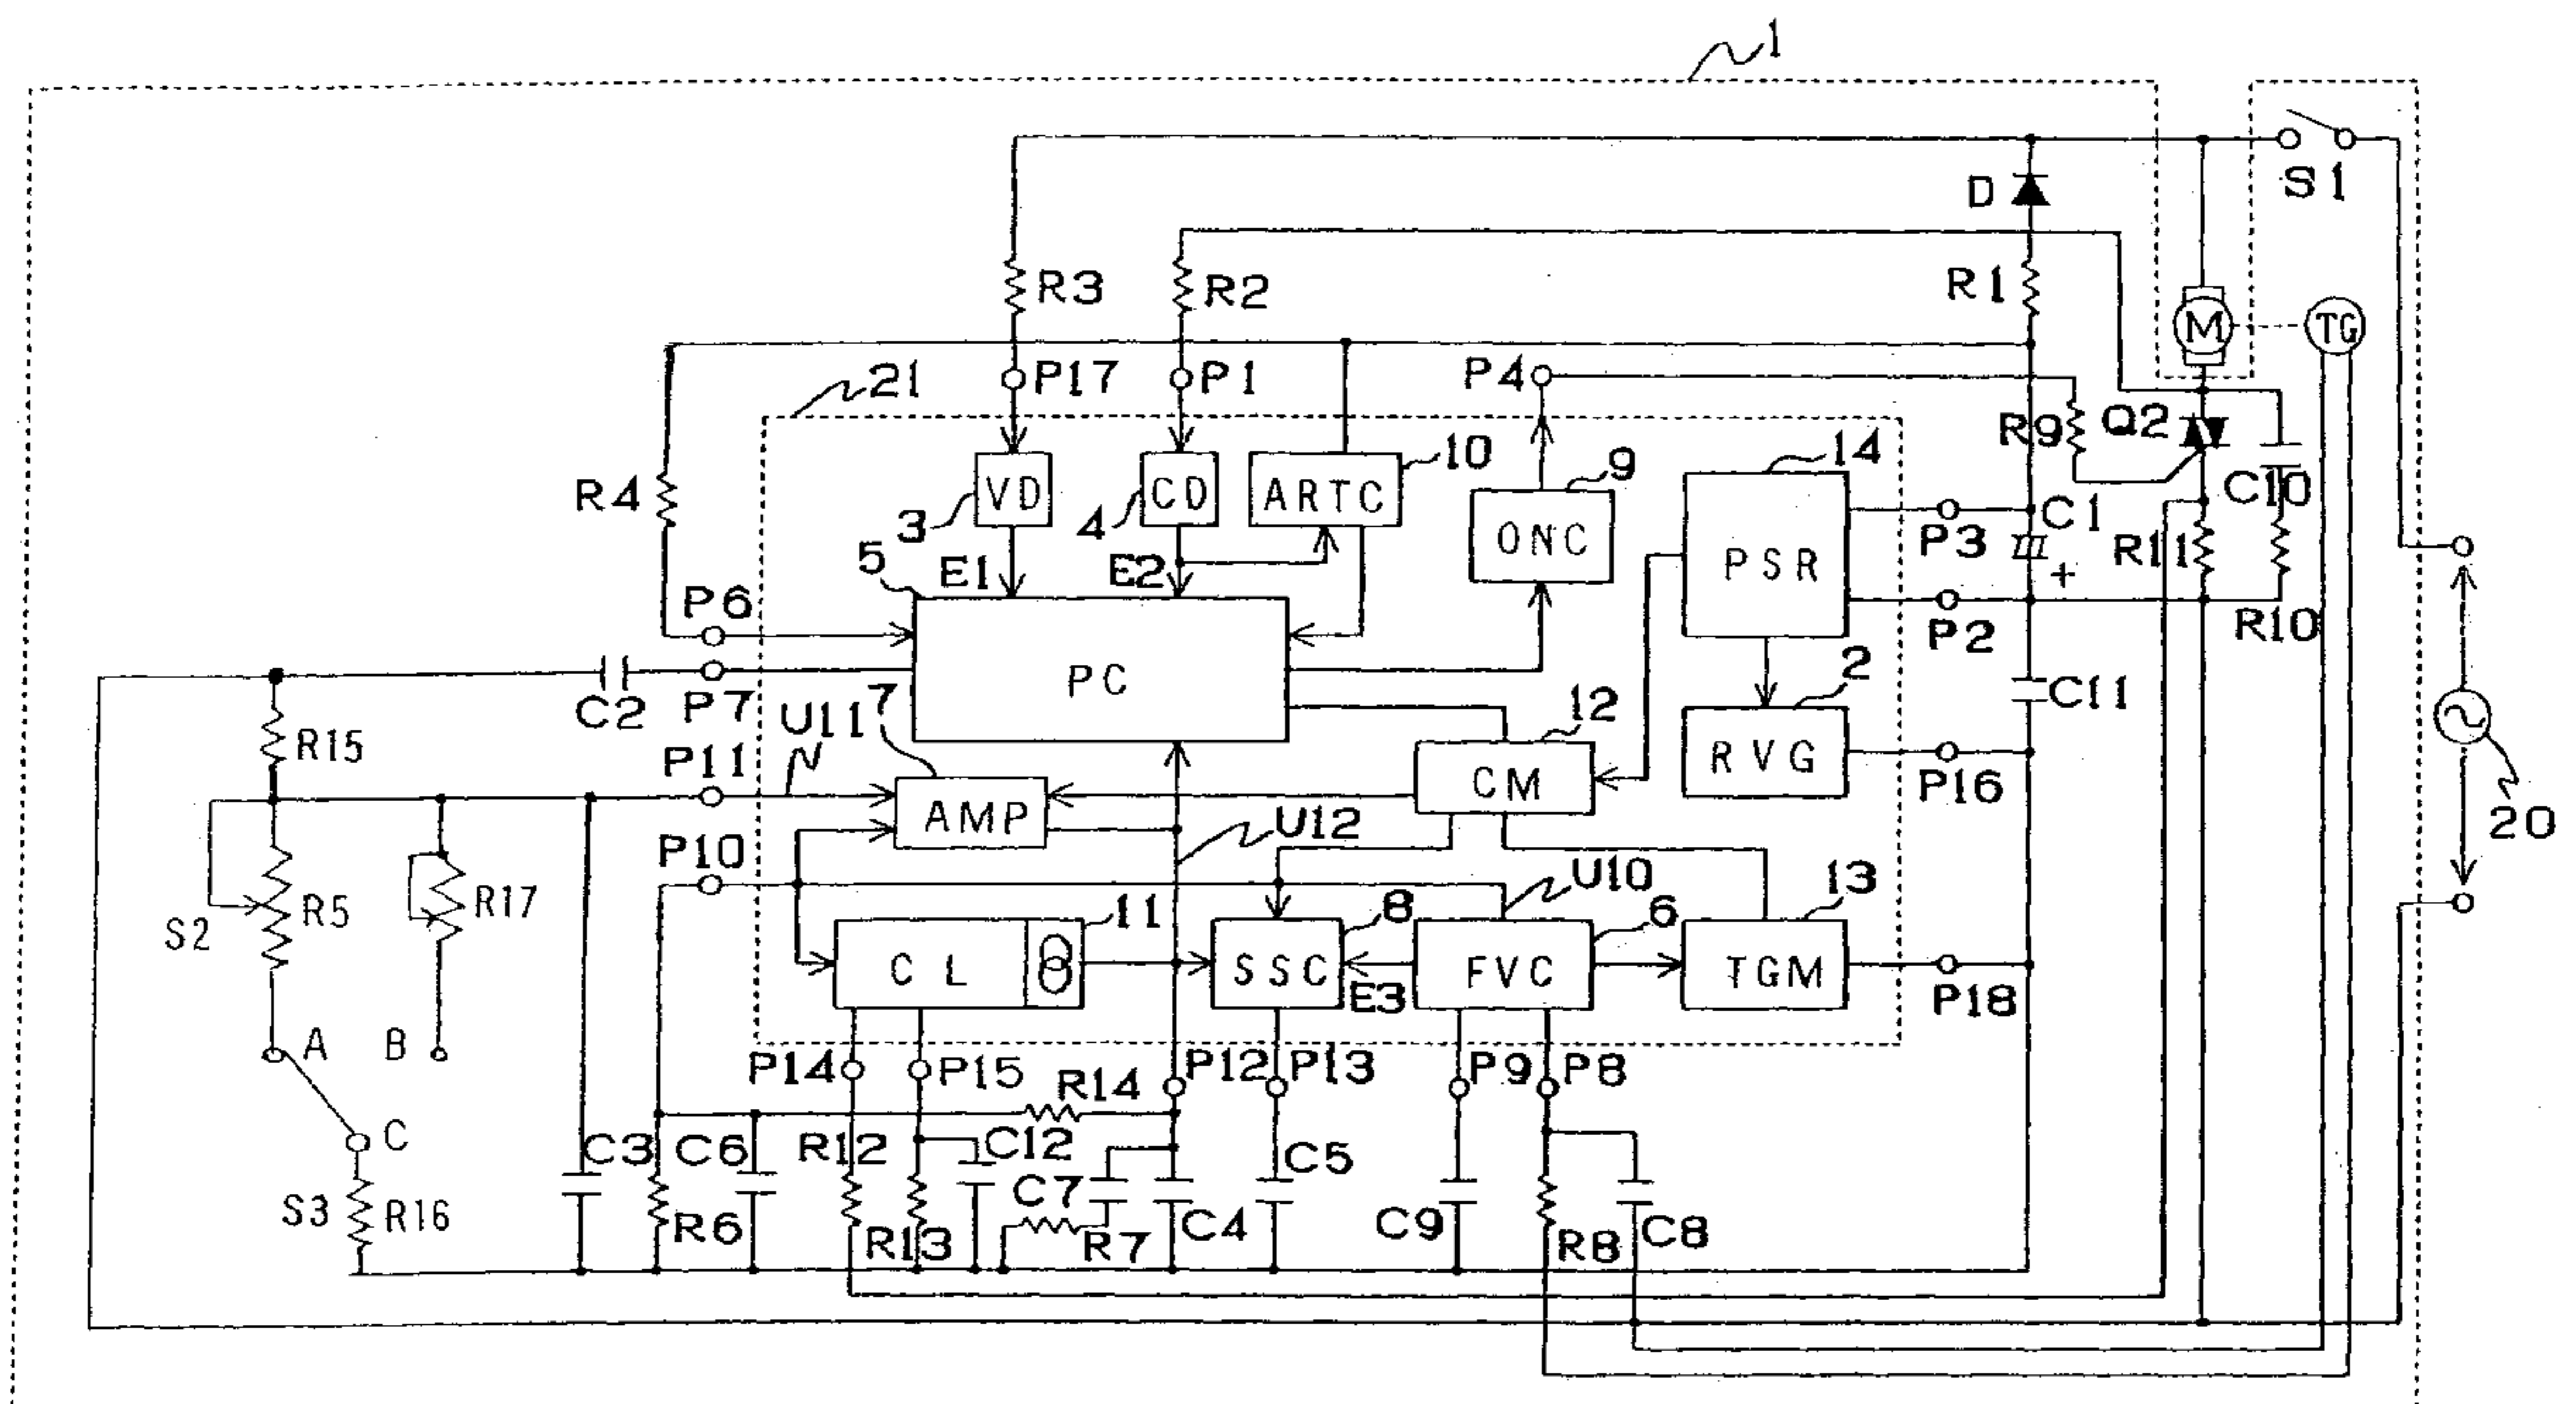 1
S1
D
R3
R2
R1
M
TG
P17
P1
P4
21
R9
Q2
14
R4
VD
3
CD
4
ARTC
10
ONC
9
PSR
P3
C1
+
R11
C10
P2
R10
5
E1
E2
P6
PC
C2
P7
7
U11
12
2
C11
R15
P11
CM
RVG
P16
20
AMP
U12
P10
U10
13
S2
R5
R17
11
8
6
CL
SSC
E3
FVC
TGM
P18
A
B
P14
P15
R14
P12
P13
P9
P8
C
C3
C6
R12
C12
C5
S3
R16
C7
R6
R13
R7
C4
C9
R8
C8